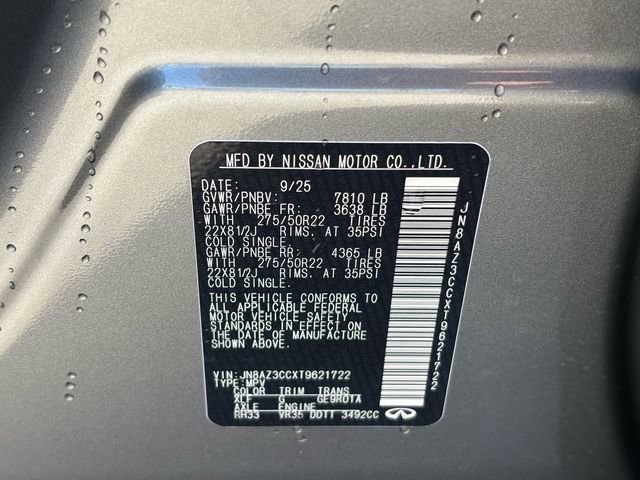 MFD BY NISSAN MOTOR CO.,LTD.
DATE: 9/25
GVWR/PNBV: 7810 LB
GAWR/PNBE FR: 3638 LB
WITH 275/50R22 TIRES
22X81/2J RIMS, AT 35PSI
COLD SINGLE.
GAWR/PNBE RR: 4365 LB
WITH 275/50R22 TIRES
22X81/2J RIMS, AT 35PSI
COLD SINGLE.
THIS VEHICLE CONFORMS TO
ALL APPLICABLE FEDERAL
MOTOR VEHICLE SAFETY
STANDARDS IN EFFECT ON
THE DATE OF MANUFACTURE
SHOWN ABOVE.
VIN: JN8AZ3CCXT9621722
TYPE: MPV
COLOR TRIM TRANS
XLF G GE9R01A
AXLE ENGINE
RH33 VR35 DDTT 3492CC
JN8AZ3CCXT9621722